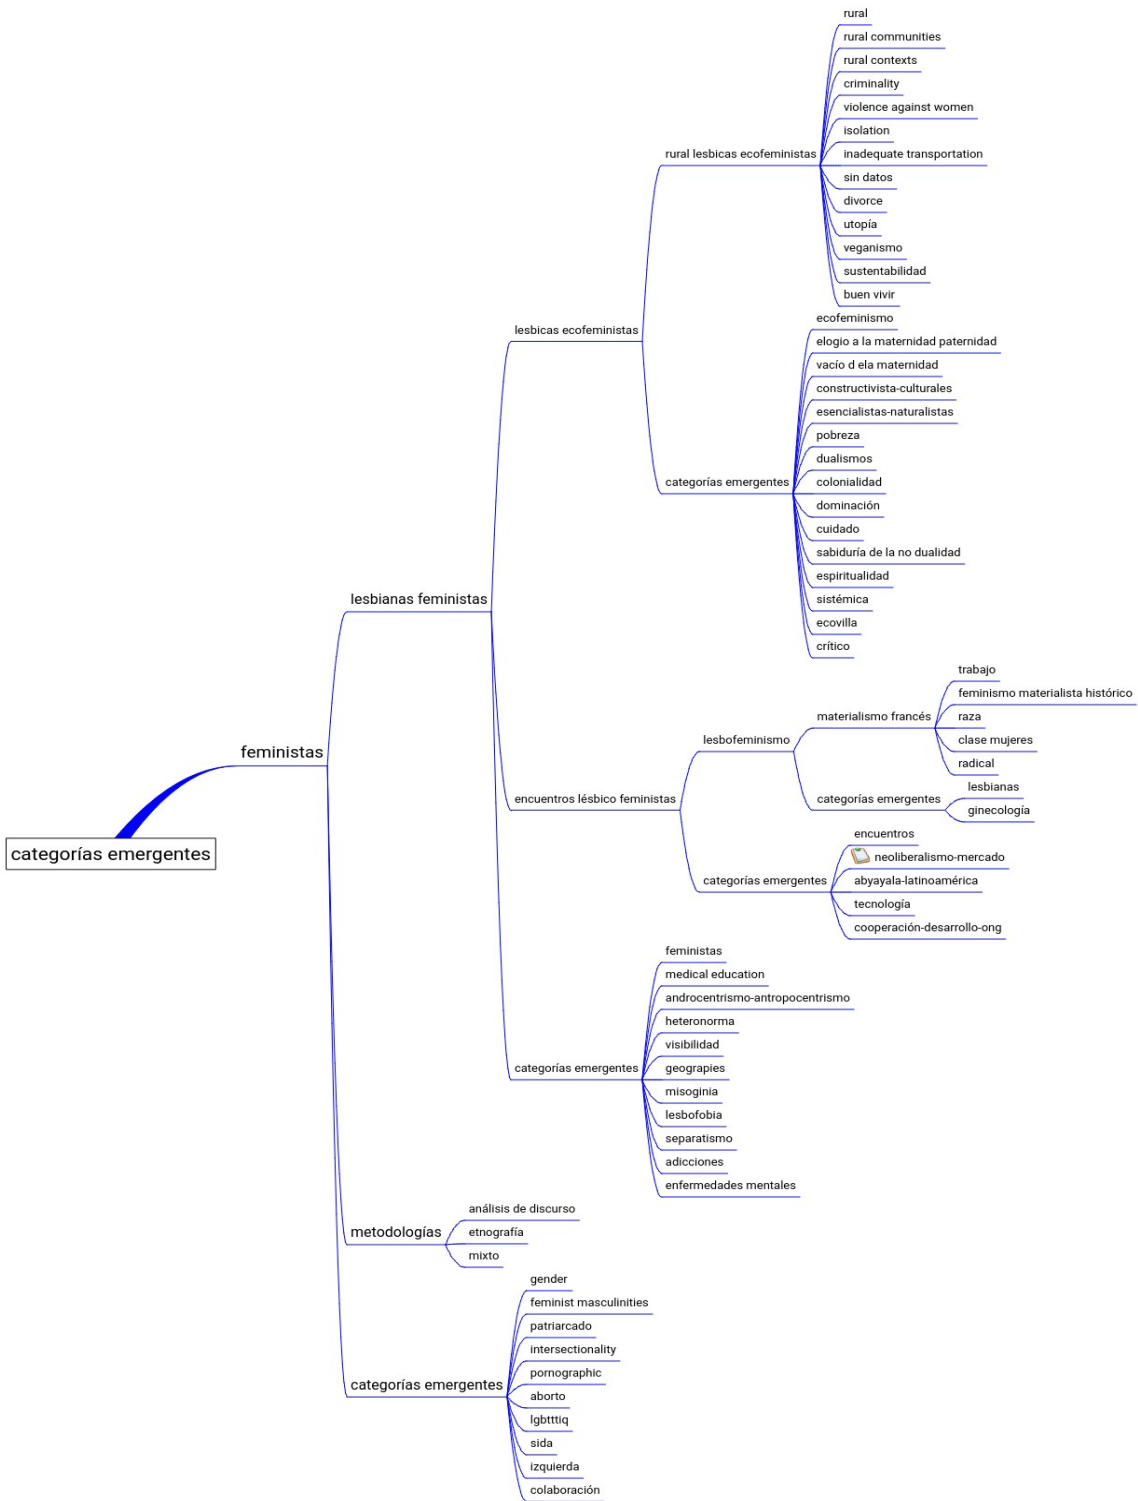 rural
rural communities
rural contexts
criminality
violence against women
isolation
rural lesbicas ecofeministas
inadequate transportation
sin datos
divorce
utopía
veganismo
sustentabilidad
buen vivir
lesbicas ecofeministas
ecofeminismo
elogio a la maternidad paternidad
vacío d ela maternidad
constructivista-culturales
esencialistas-naturalistas
pobreza
dualismos
categorías emergentes
colonialidad
dominación
cuidado
sabiduría de la no dualidad
espiritualidad
sistémica
ecovilla
crítico
lesbianas feministas
trabajo
feminismo materialista histórico
materialismo francés
raza
clase mujeres
radical
lesbofeminismo
categorías emergentes
lesbianas
ginecología
encuentros lésbico feministas
encuentros
neoliberalismo-mercado
categorías emergentes
abyayala-latinoamérica
tecnología
cooperación-desarrollo-ong
feministas
categorías emergentes
feministas
medical education
androcentrismo-antropocentrismo
heteronorma
visibilidad
categorías emergentes
geograpies
misoginia
lesbofobia
separatismo
adicciones
enfermedades mentales
metodologías
análisis de discurso
etnografía
mixto
categorías emergentes
gender
feminist masculinities
patriarcado
intersectionality
pornographic
aborto
lgbtttiq
sida
izquierda
colaboración